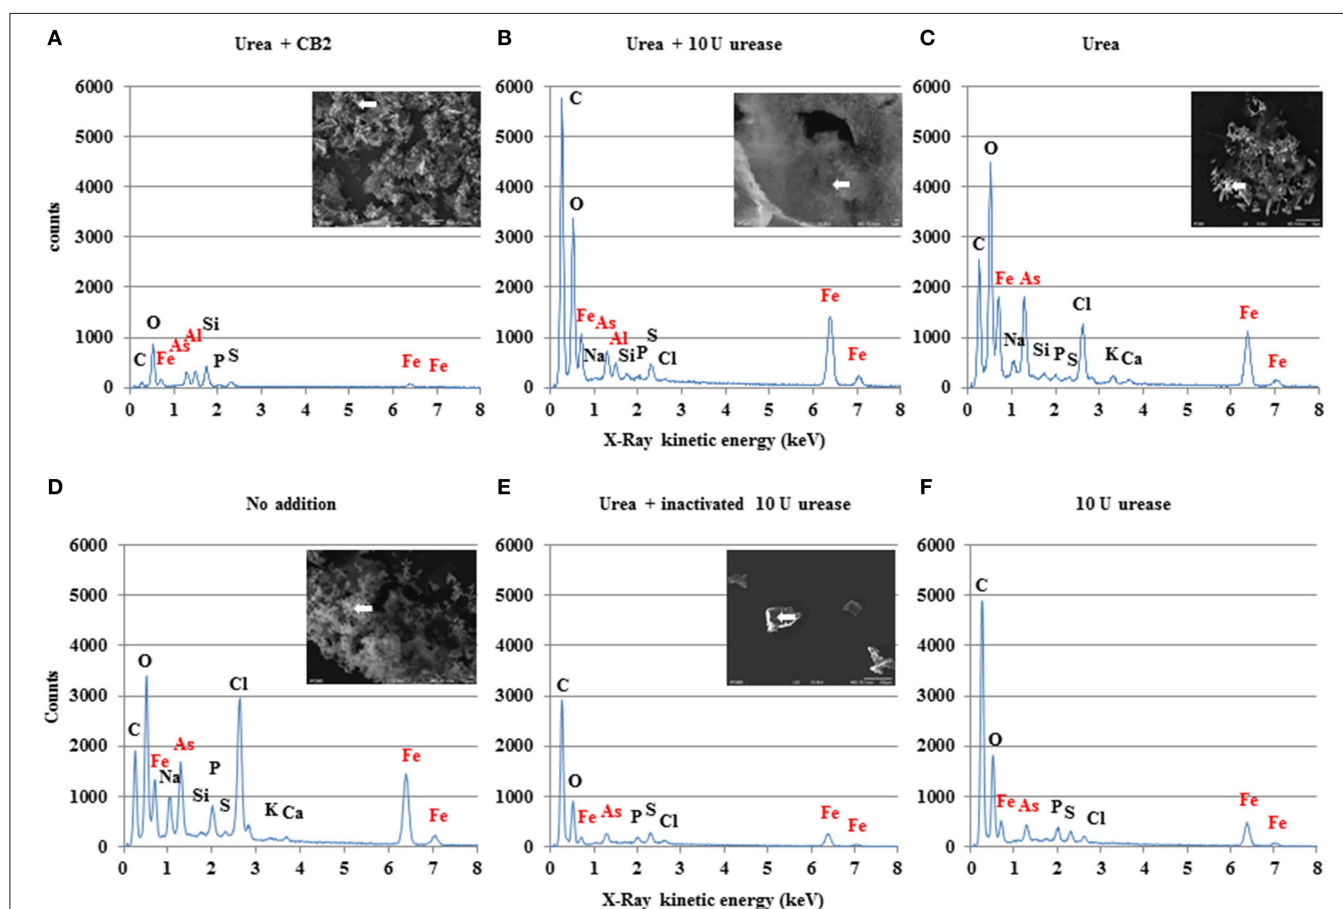 A
Urea + CB2
B
Urea + 10 U urease
C
Urea
6000
5000
4000
3000
2000
1000
0
counts
C
O
Fe
As
Al
Si
P
S
Fe
Fe
0 1 2 3 4 5 6 7 8
6000
5000
4000
3000
2000
1000
0
C
O
Fe
Na
As
Al
Si
P
S
Cl
Fe
Fe
0 1 2 3 4 5 6 7 8
X-Ray kinetic energy (keV)
6000
5000
4000
3000
2000
1000
0
C
O
Fe
Na
As
Si
P
S
Cl
K
Ca
Fe
Fe
0 1 2 3 4 5 6 7 8
D
No addition
E
Urea + inactivated 10 U urease
F
10 U urease
6000
5000
4000
3000
2000
1000
0
Counts
C
O
Fe
Na
As
Si
P
S
Cl
K
Ca
Fe
Fe
0 1 2 3 4 5 6 7 8
6000
5000
4000
3000
2000
1000
0
C
O
Fe
As
P
S
Cl
Fe
Fe
0 1 2 3 4 5 6 7 8
X-Ray kinetic energy (keV)
6000
5000
4000
3000
2000
1000
0
C
O
Fe
As
P
S
Cl
Fe
Fe
0 1 2 3 4 5 6 7 8